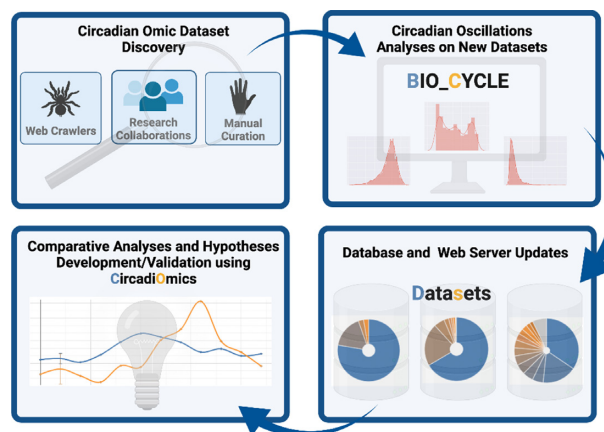 Circadian Omic Dataset
Discovery
Web Crawlers
Research
Collaborations
Manual
Curation
Circadian Oscillations
Analyses on New Datasets
BIO_CYCLE
Comparative Analyses and Hypotheses
Development/Validation using
CircadiOmics
Database and Web Server Updates
Datasets